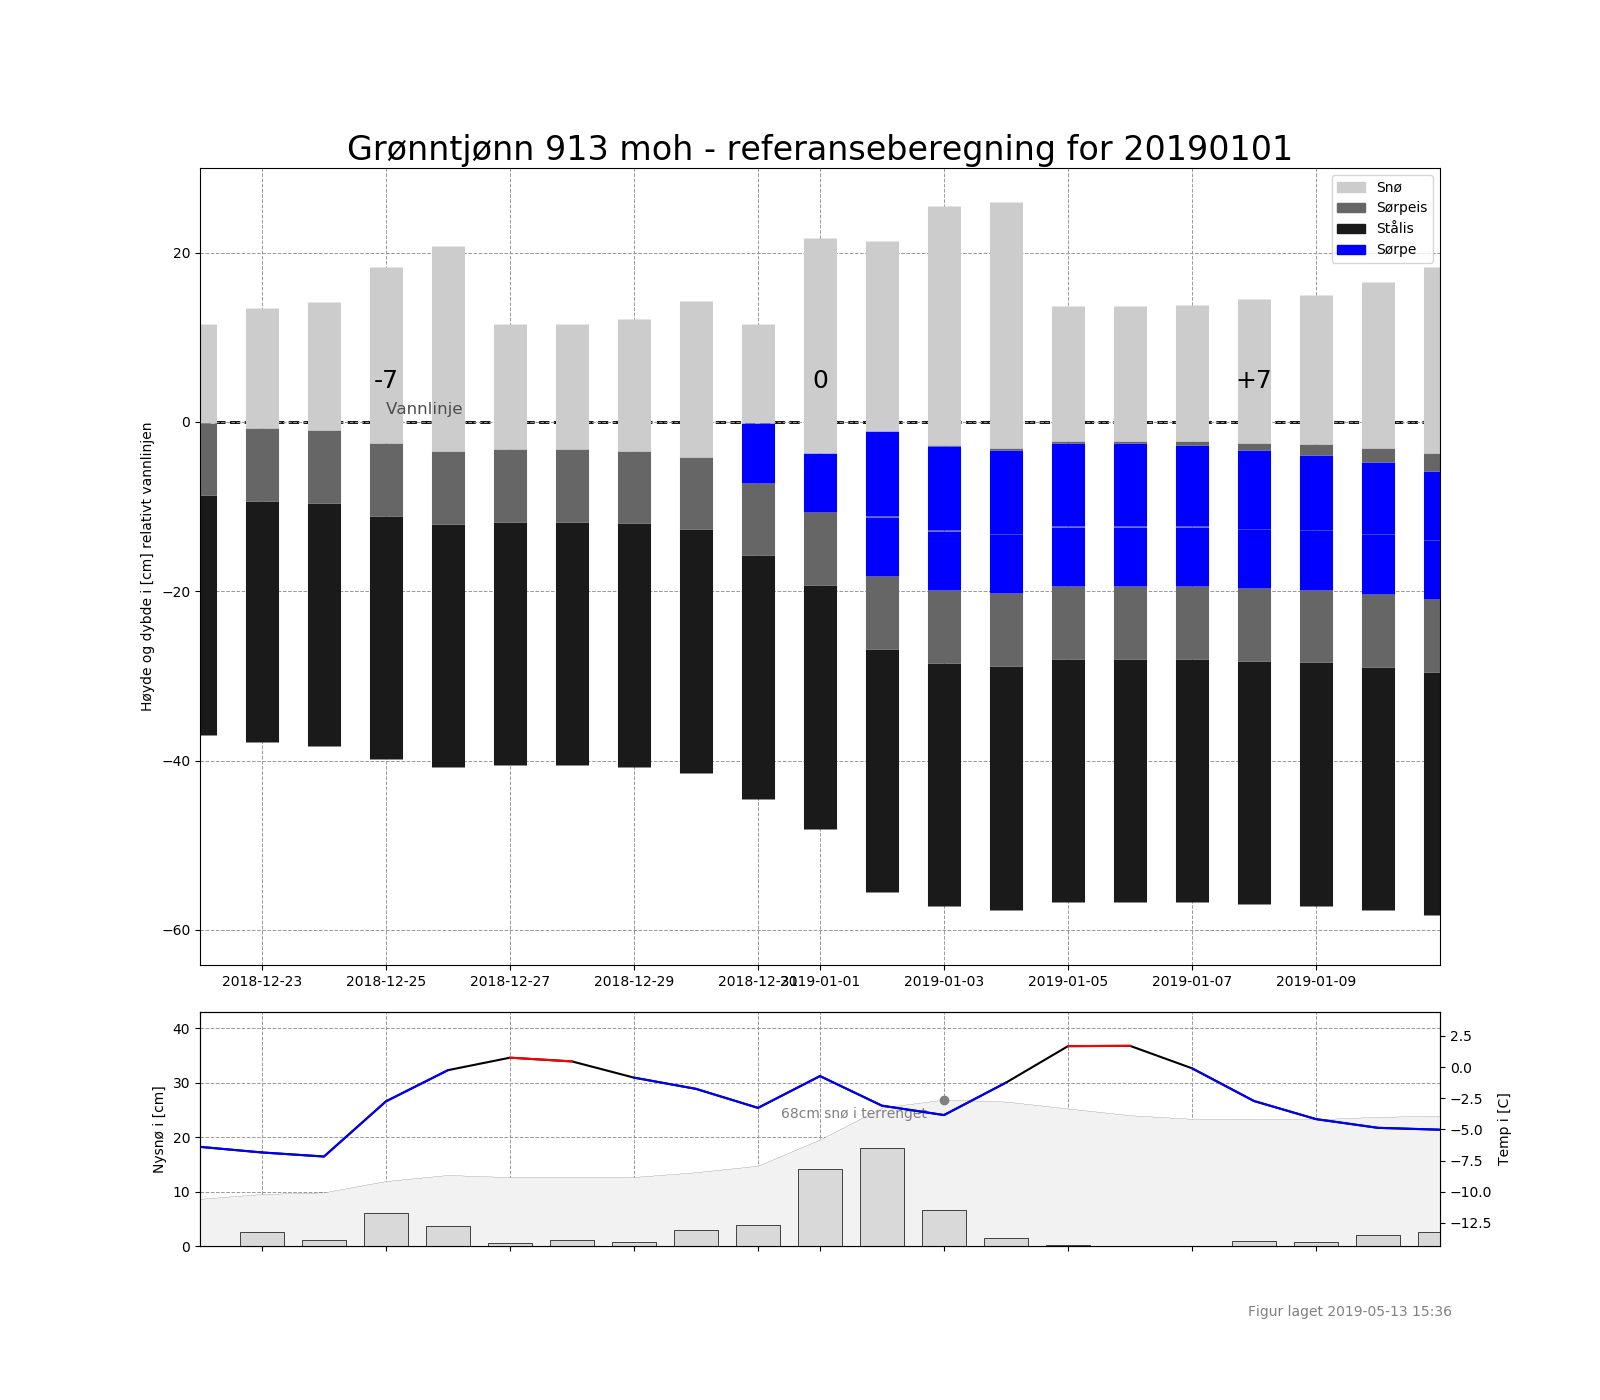 Grønntjønn 913 moh - referanseberegning for 20190101
Snø
Sørpeis
Stålis
Sørpe
Høyde og dybde i [cm] relativt vannlinjen
20
0
−20
−40
−60
-7
0
+7
Vannlinje
2018-12-23
2018-12-25
2018-12-27
2018-12-29
2018-12-31
2019-01-01
2019-01-03
2019-01-05
2019-01-07
2019-01-09
Nysnø i [cm]
40
30
20
10
0
68cm snø i terrenget
2.5
0.0
−2.5
−5.0
−7.5
−10.0
−12.5
Temp i [C]
Figur laget 2019-05-13 15:36